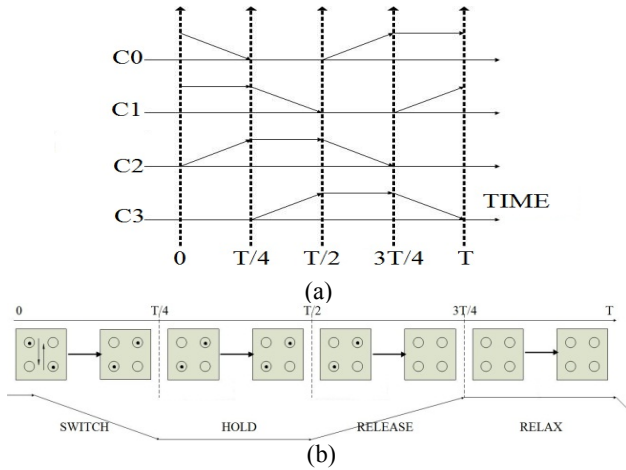 C0
C1
C2
C3
TIME
0 T/4 T/2 3T/4 T
(a)
0 T/4 T/2 3T/4 T
SWITCH HOLD RELEASE RELAX
(b)